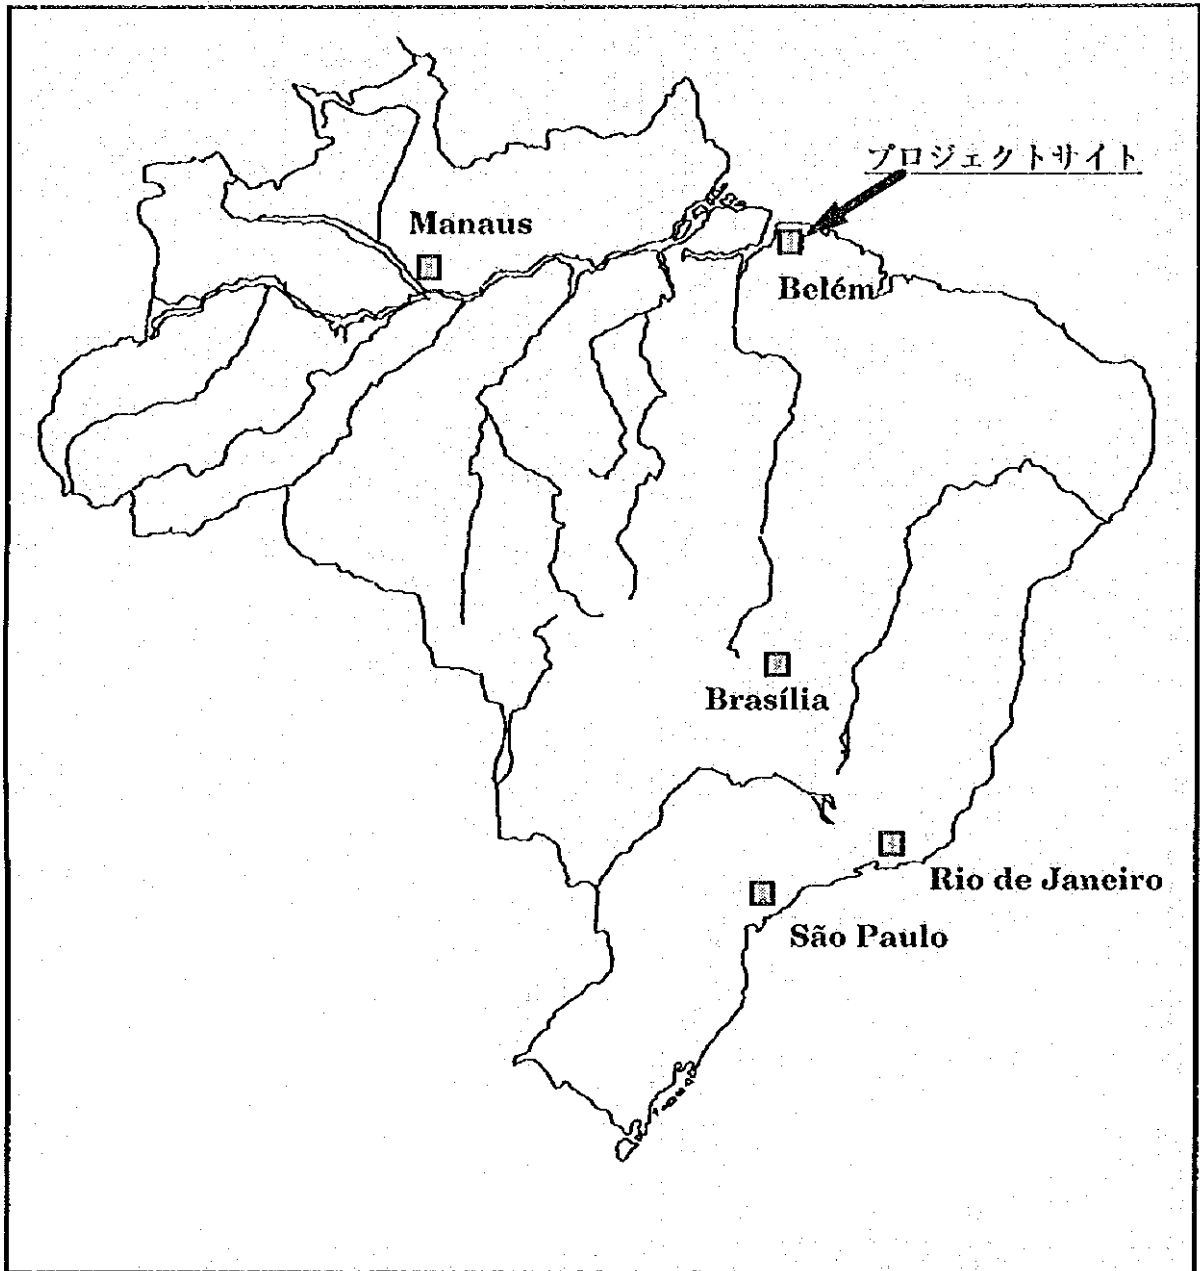 プロジェクトサイト
Manaus
Belém
Brasília
Rio de Janeiro
São Paulo